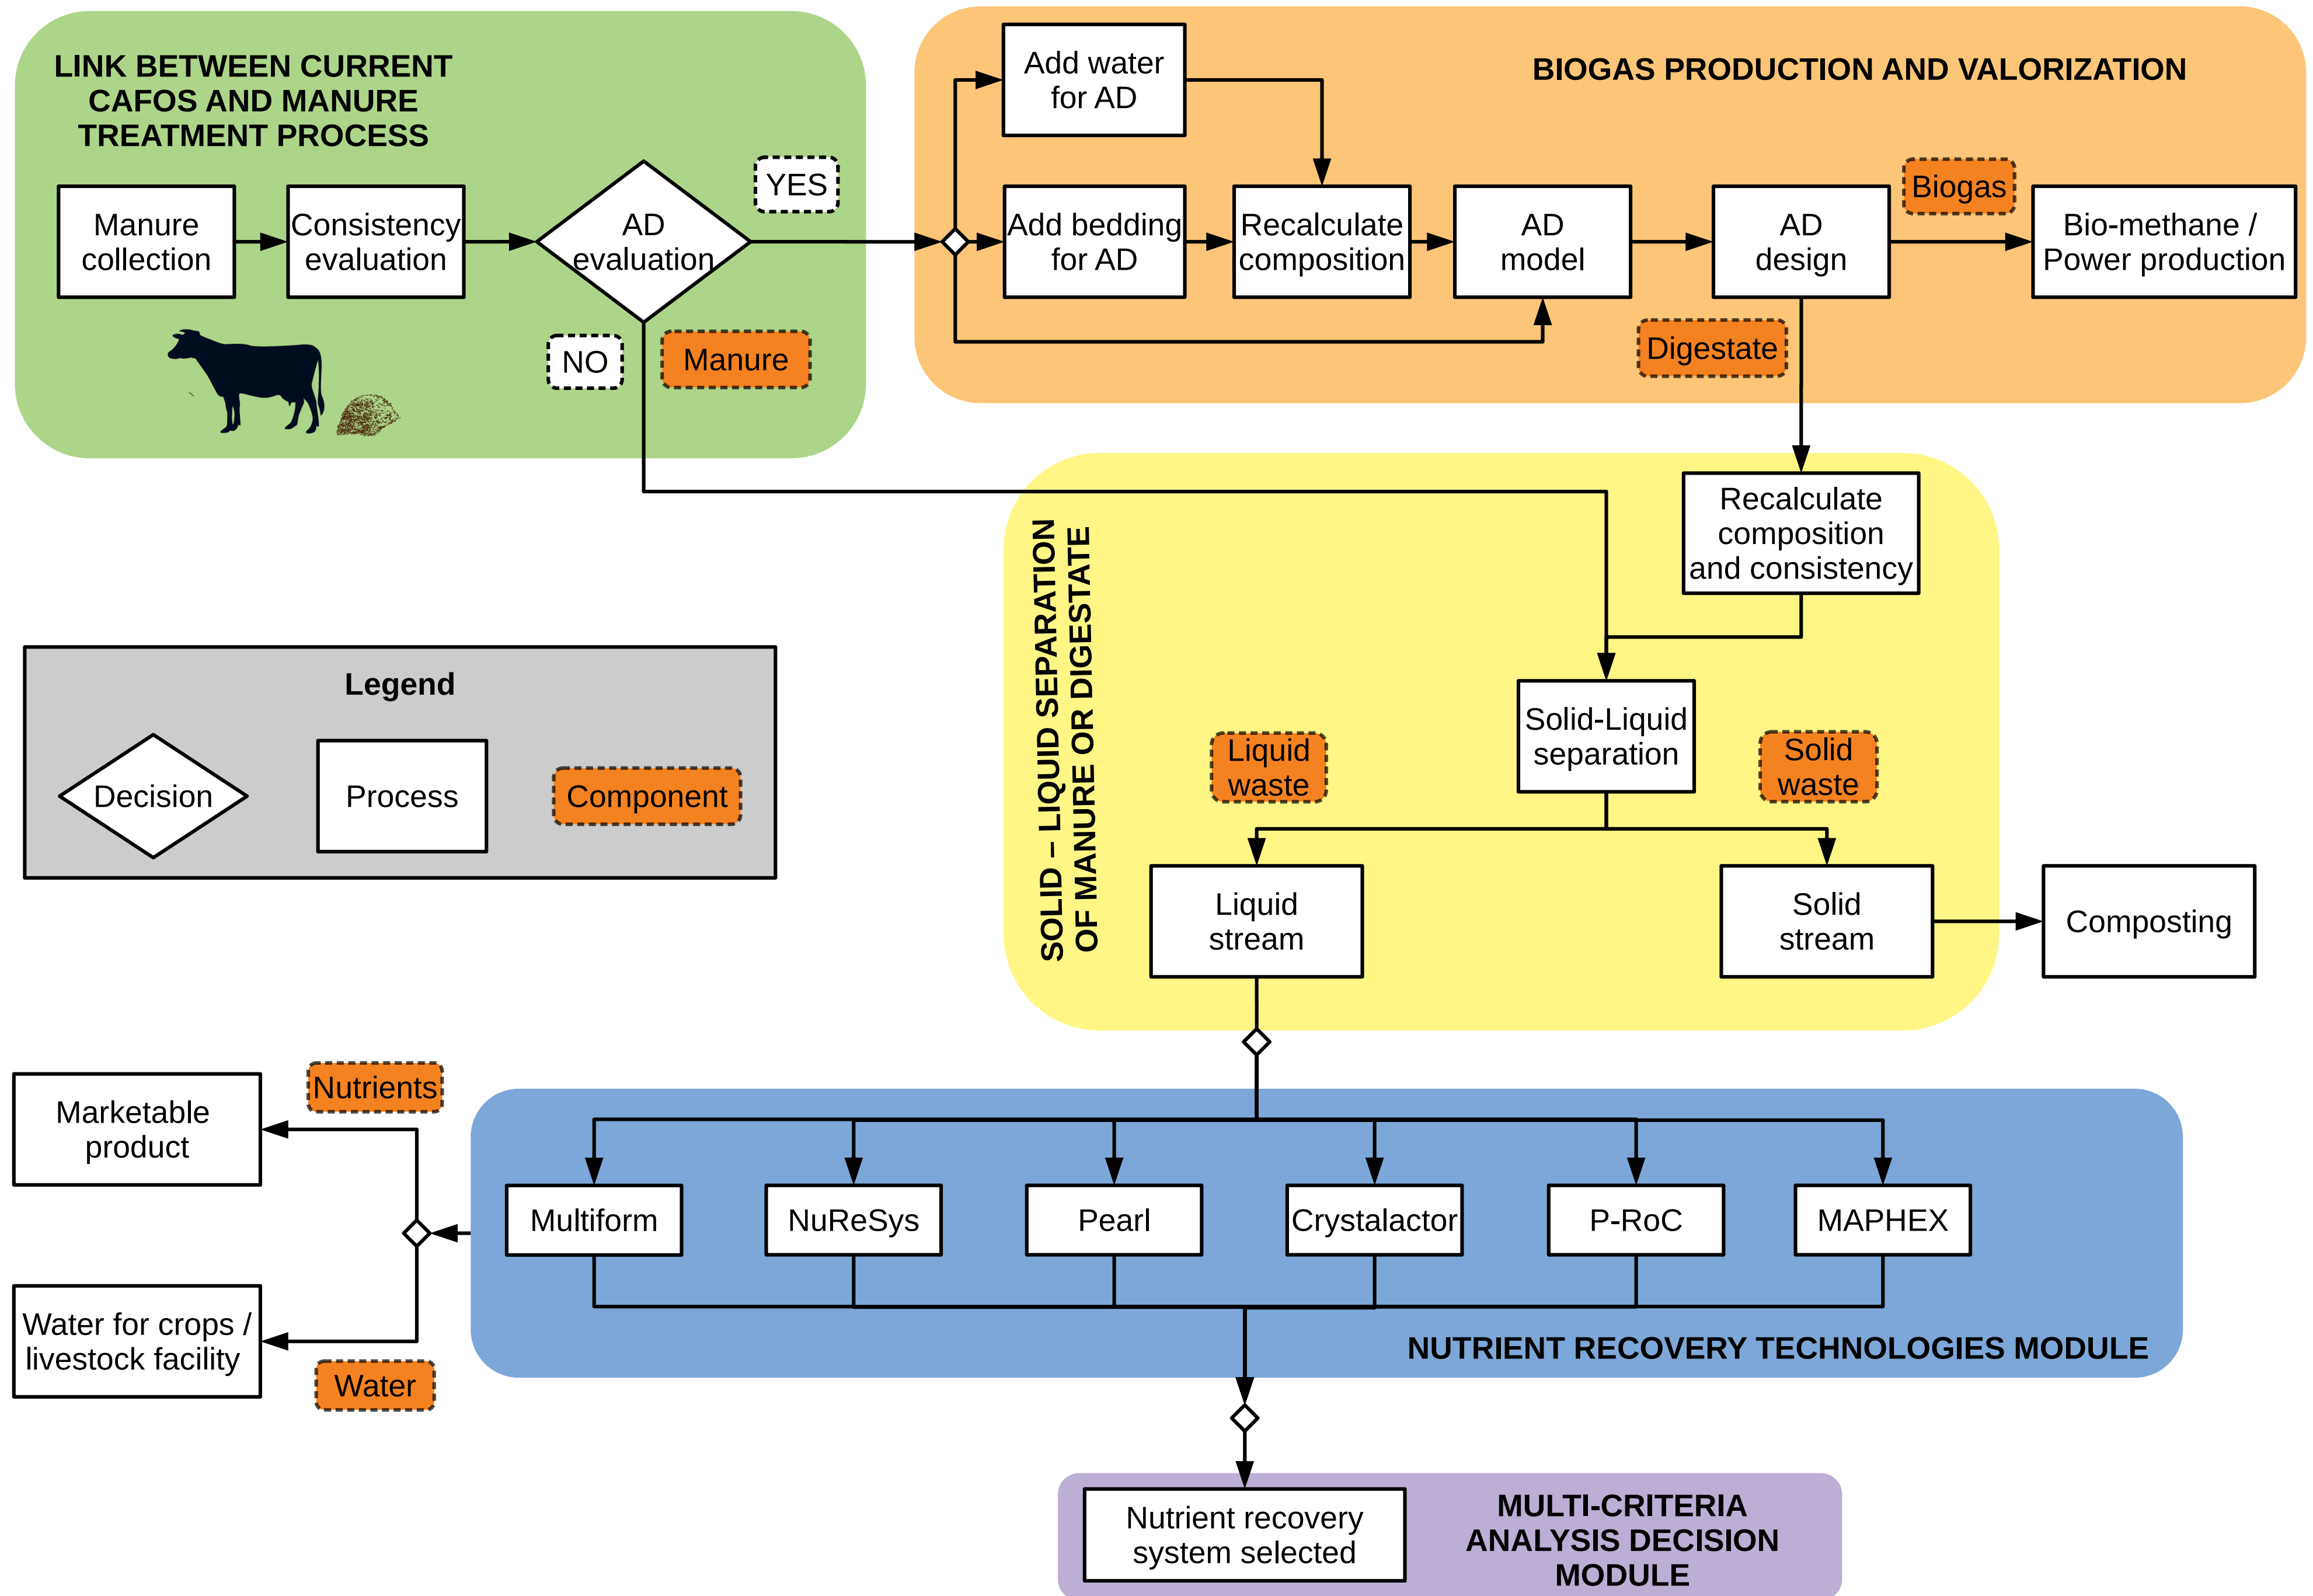 LINK BETWEEN CURRENT
CAFOS AND MANURE
TREATMENT PROCESS
Manure
collection
Consistency
evaluation
AD
evaluation
YES
NO
Manure
BIOGAS PRODUCTION AND VALORIZATION
Add water
for AD
Add bedding
for AD
Recalculate
composition
AD
model
AD
design
Biogas
Bio-methane /
Power production
Digestate
SOLID – LIQUID SEPARATION
OF MANURE OR DIGESTATE
Recalculate
composition
and consistency
Solid-Liquid
separation
Liquid
waste
Solid
waste
Liquid
stream
Solid
stream
Composting
Legend
Decision
Process
Component
Nutrients
Marketable
product
Water for crops /
livestock facility
Water
Multiform
NuReSys
Pearl
Crystalactor
P-RoC
MAPHEX
NUTRIENT RECOVERY TECHNOLOGIES MODULE
Nutrient recovery
system selected
MULTI-CRITERIA
ANALYSIS DECISION
MODULE